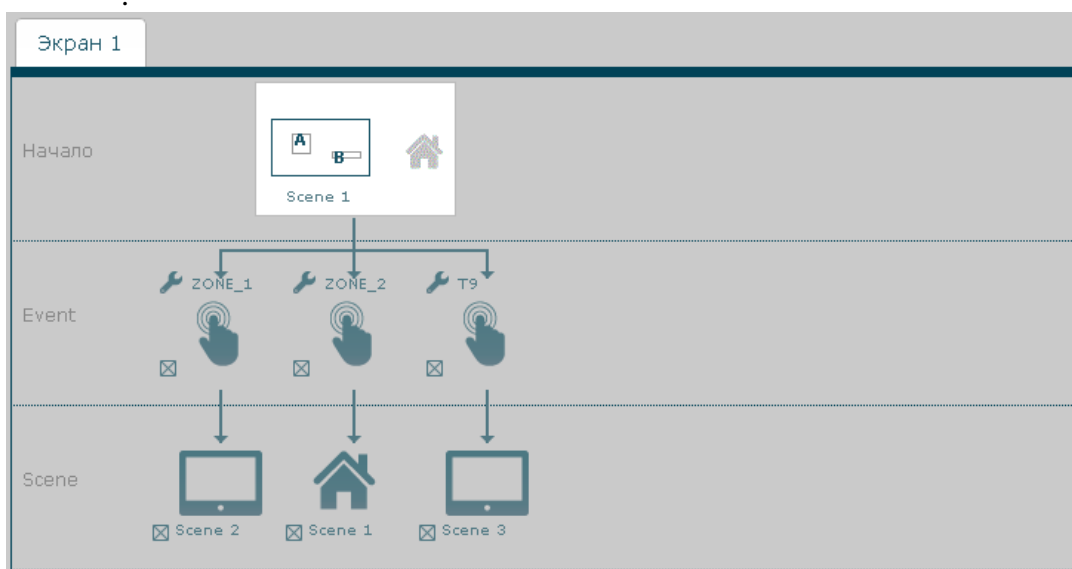 Экран 1
Начало
A
B
Scene 1
Event
ZONE_1 ZONE_2 T9
Scene
Scene 2 Scene 1 Scene 3